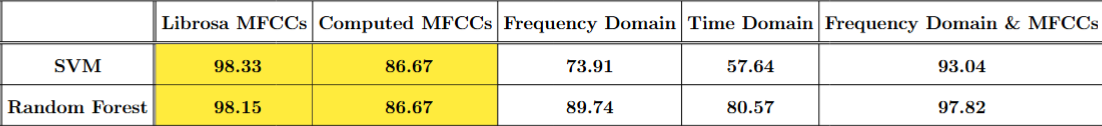 Librosa MFCCs Computed MFCCs Frequency Domain Time Domain Frequency Domain & MFCCs
SVM 98.33 86.67 73.91 57.64 93.04
Random Forest 98.15 86.67 89.74 80.57 97.82